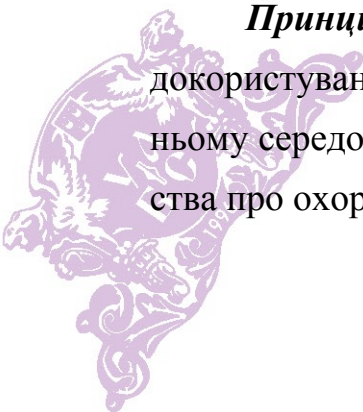 Принци
докористуван
ньому середо
ства про охор